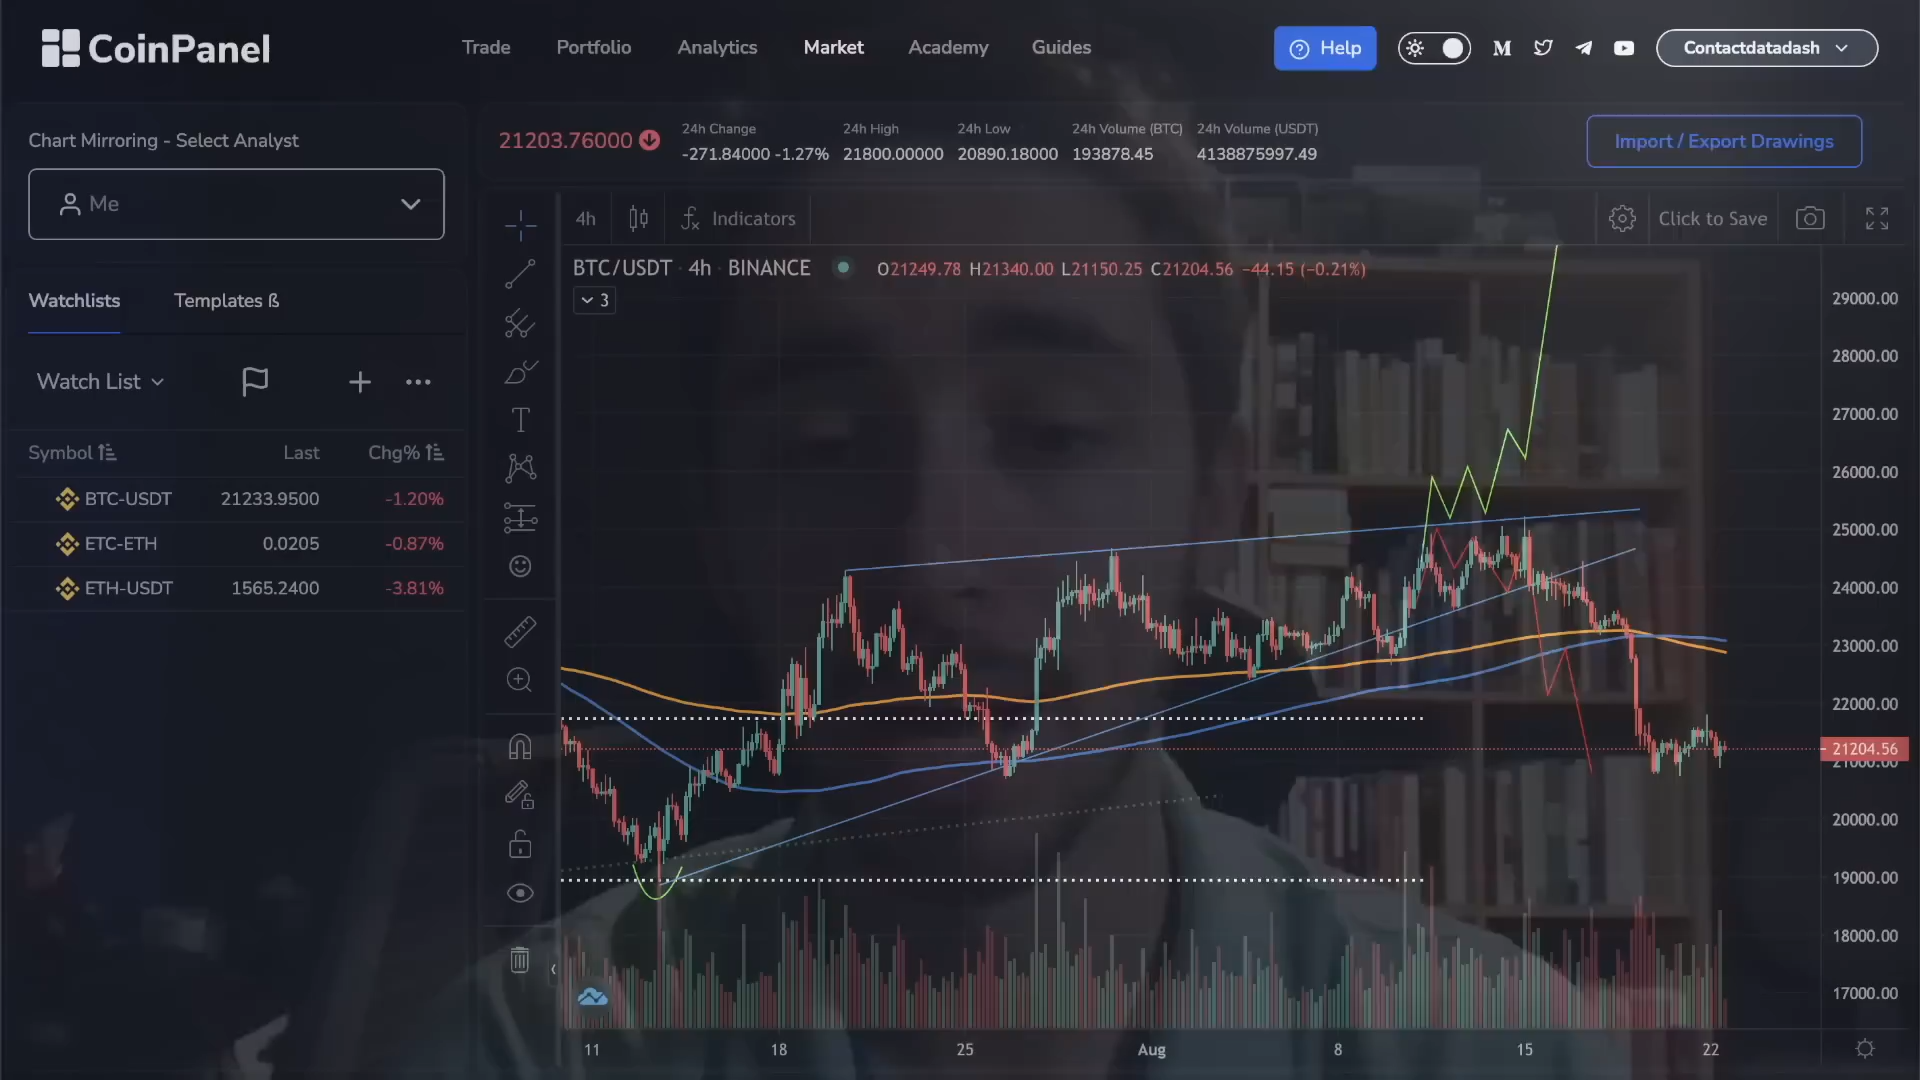 CoinPanel
Trade Portfolio Analytics Market Academy Guides
Help
M
Contactdatadash
Chart Mirroring - Select Analyst
Me
Watchlists Templates ß
Watch List
Symbol Last Chg%
BTC-USDT 21233.9500 -1.20%
ETC-ETH 0.0205 -0.87%
ETH-USDT 1565.2400 -3.81%
21203.76000
24h Change 24h High 24h Low 24h Volume (BTC) 24h Volume (USDT)
-271.84000 -1.27% 21800.00000 20890.18000 193878.45 4138875997.49
Import / Export Drawings
4h fx Indicators Click to Save
BTC/USDT · 4h · BINANCE O21249.78 H21340.00 L21150.25 C21204.56 −44.15 (−0.21%)
3
T
29000.00
28000.00
27000.00
26000.00
25000.00
24000.00
23000.00
22000.00
21204.56
21000.00
20000.00
19000.00
18000.00
17000.00
11 18 25 Aug 8 15 22